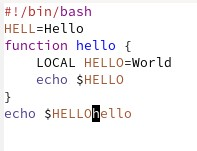 #!/bin/bash
HELL=Hello
function hello {
    LOCAL HELLO=World
    echo $HELLO
}
echo $HELLOhello